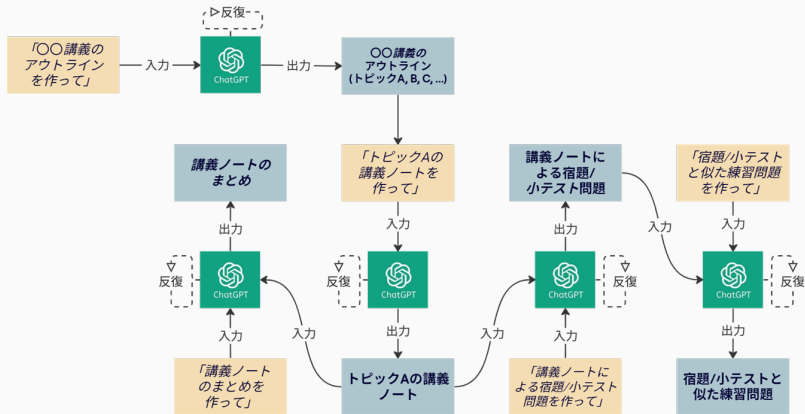 反復
「〇〇講義の
アウトライン
を作って」
入力
ChatGPT
出力
〇〇講義の
アウトライン
(トピックA, B, C, ...)
講義ノートの
まとめ
「トピックAの
講義ノートを
作って」
講義ノートに
よる宿題/
小テスト問題
「宿題/小テスト
と似た練習問題
を作って」
出力
入力
出力
入力
入力
反復
ChatGPT
反復
ChatGPT
ChatGPT
反復
ChatGPT
反復
入力
入力
出力
入力
入力
出力
「講義ノート
のまとめを
作って」
トピックAの講義
ノート
「講義ノートに
よる宿題/小テスト
問題を作って」
宿題/小テストと
似た練習問題